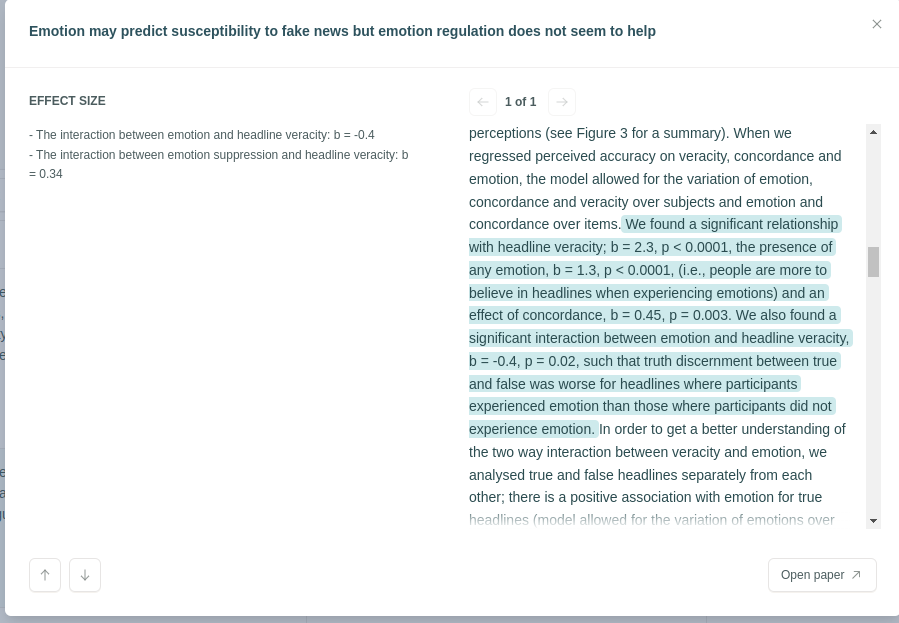 Emotion may predict susceptibility to fake news but emotion regulation does not seem to help
EFFECT SIZE
- The interaction between emotion and headline veracity: b = -0.4
- The interaction between emotion suppression and headline veracity: b
= 0.34
1 of 1
perceptions (see Figure 3 for a summary). When we
regressed perceived accuracy on veracity, concordance and
emotion, the model allowed for the variation of emotion,
concordance and veracity over subjects and emotion and
concordance over items. We found a significant relationship
with headline veracity; b = 2.3, p < 0.0001, the presence of
any emotion, b = 1.3, p < 0.0001, (i.e., people are more to
believe in headlines when experiencing emotions) and an
effect of concordance, b = 0.45, p = 0.003. We also found a
significant interaction between emotion and headline veracity,
b = -0.4, p = 0.02, such that truth discernment between true
and false was worse for headlines where participants
experienced emotion than those where participants did not
experience emotion. In order to get a better understanding of
the two way interaction between veracity and emotion, we
analysed true and false headlines separately from each
other; there is a positive association with emotion for true
headlines (model allowed for the variation of emotions over
Open paper